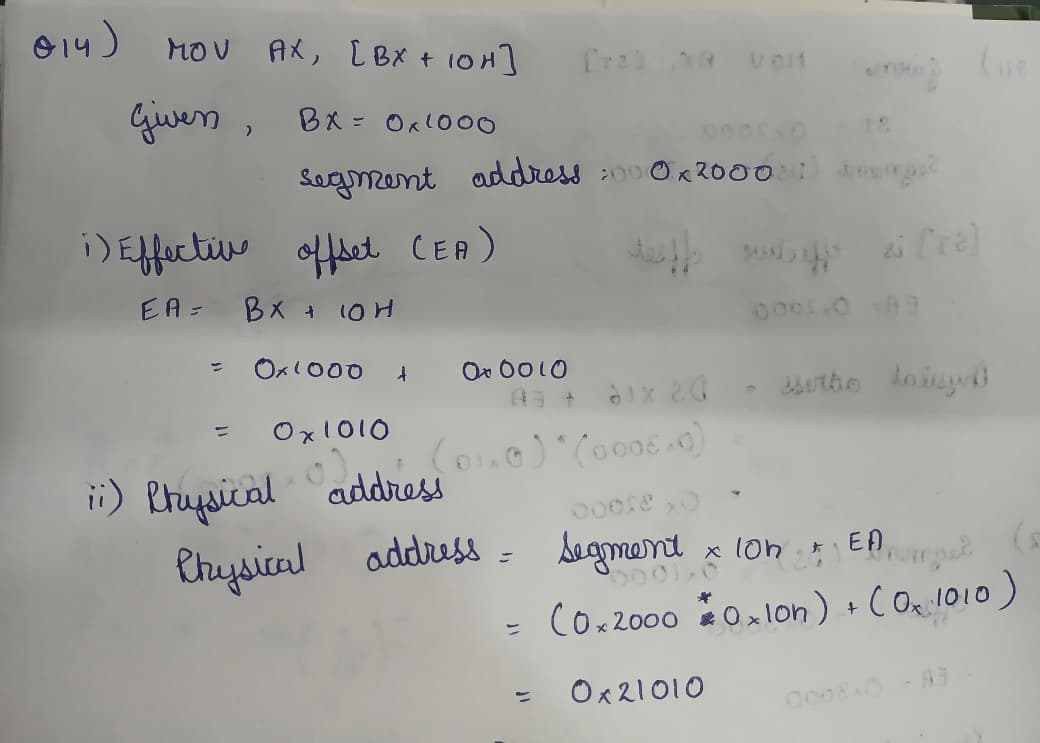 Q14) MOV AX, [BX + 10H]
Given, BX = 0x1000
Segment address : 0x2000
i) Effective offset (EA)
EA = BX + 10H
= 0x1000 + 0x0010
= 0x1010
ii) Physical address
Physical address = Segment x 10h + EA
= (0x2000 * 0x10h) + (0x1010)
= 0x21010